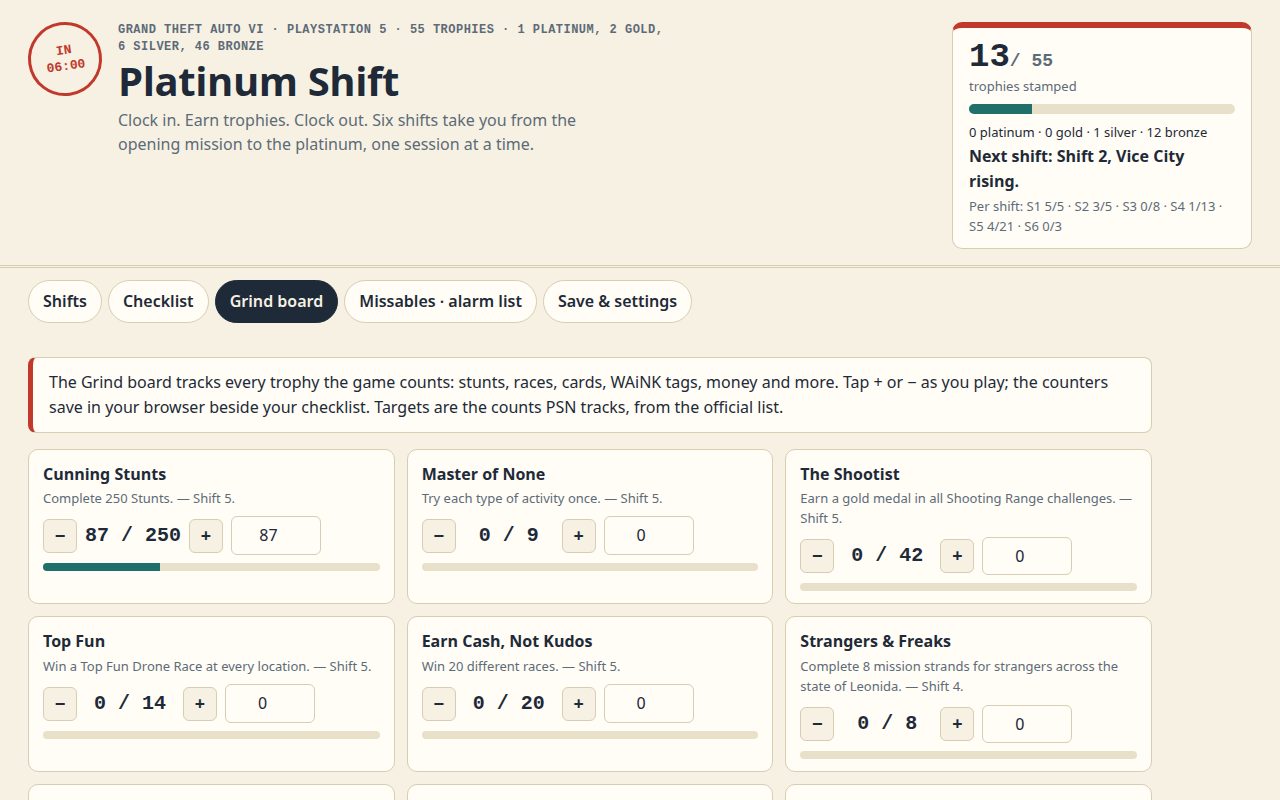 IN
06:00
GRAND THEFT AUTO VI · PLAYSTATION 5 · 55 TROPHIES · 1 PLATINUM, 2 GOLD,
6 SILVER, 46 BRONZE
Platinum Shift
Clock in. Earn trophies. Clock out. Six shifts take you from the
opening mission to the platinum, one session at a time.
13/ 55
trophies stamped
0 platinum · 0 gold · 1 silver · 12 bronze
Next shift: Shift 2, Vice City
rising.
Per shift: S1 5/5 · S2 3/5 · S3 0/8 · S4 1/13 ·
S5 4/21 · S6 0/3
Shifts
Checklist
Grind board
Missables · alarm list
Save & settings
The Grind board tracks every trophy the game counts: stunts, races, cards, WAiNK tags, money and more. Tap + or − as you play; the counters
save in your browser beside your checklist. Targets are the counts PSN tracks, from the official list.
Cunning Stunts
Complete 250 Stunts. — Shift 5.
− 87 / 250 + 87
Master of None
Try each type of activity once. — Shift 5.
− 0 / 9 + 0
The Shootist
Earn a gold medal in all Shooting Range challenges. —
Shift 5.
− 0 / 42 + 0
Top Fun
Win a Top Fun Drone Race at every location. — Shift 5.
− 0 / 14 + 0
Earn Cash, Not Kudos
Win 20 different races. — Shift 5.
− 0 / 20 + 0
Strangers & Freaks
Complete 8 mission strands for strangers across the
state of Leonida. — Shift 4.
− 0 / 8 + 0